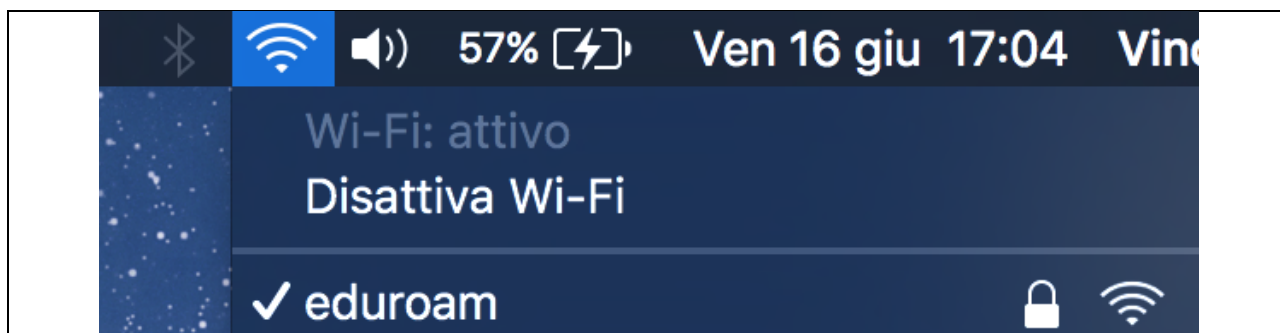 57% Ven 16 giu 17:04
Wi-Fi: attivo
Disattiva Wi-Fi
eduroam